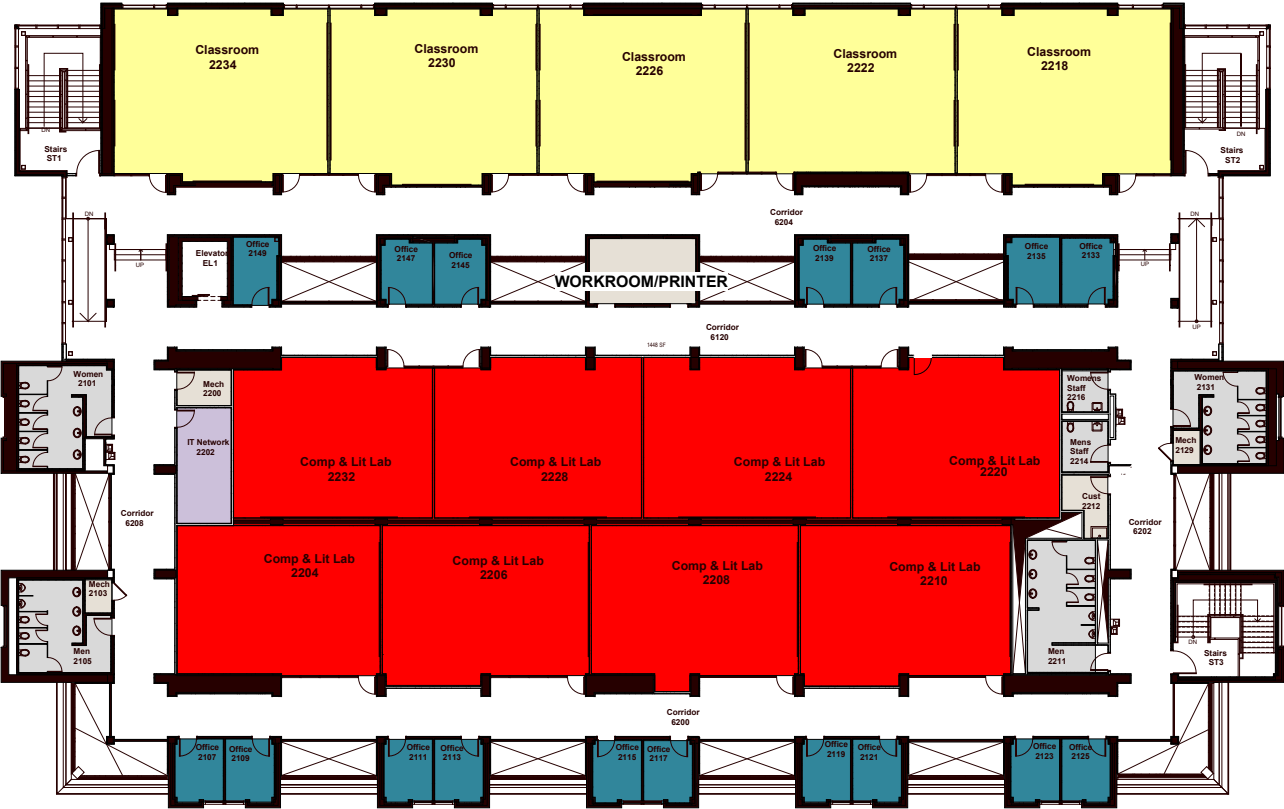 Classroom
2234
Classroom
2230
Classroom
2226
Classroom
2222
Classroom
2218
DN
Stairs
ST1
DN
Stairs
ST2
Corridor
6204
DN
UP
Elevator
EL1
Office
2149
Office
2147
Office
2145
WORKROOM/PRINTER
Office
2139
Office
2137
Office
2135
Office
2133
DN
UP
UP
Corridor
6120
1448 SF
Women
2101
Mech
2200
IT Network
2202
Comp & Lit Lab
2232
Comp & Lit Lab
2228
Comp & Lit Lab
2224
Comp & Lit Lab
2220
Womens
Staff
2216
Mens
Staff
2214
Cust
2212
Women
2131
Mech
2129
Corridor
6208
Corridor
6202
Comp & Lit Lab
2204
Comp & Lit Lab
2206
Comp & Lit Lab
2208
Comp & Lit Lab
2210
Mech
2103
Men
2105
Men
2211
DN
Stairs
ST3
Corridor
6200
Office
2107
Office
2109
Office
2111
Office
2113
Office
2115
Office
2117
Office
2119
Office
2121
Office
2123
Office
2125